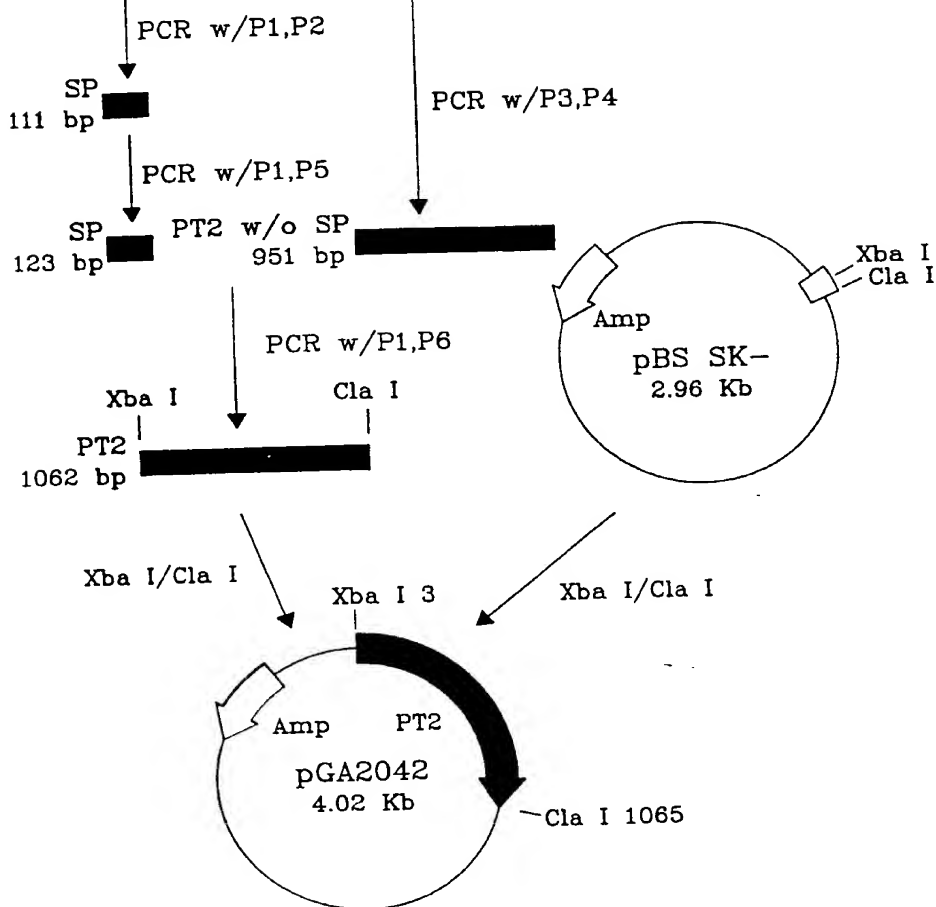 PCR w/P1,P2
SP
111 bp
PCR w/P3,P4
PCR w/P1,P5
SP
123 bp
PT2 w/o SP
951 bp
Xba I
Cla I
Amp
pBS SK-
2.96 Kb
PCR w/P1,P6
Xba I
Cla I
PT2
1062 bp
Xba I/Cla I
Xba I/Cla I
Xba I 3
Amp
PT2
pGA2042
4.02 Kb
Cla I 1065